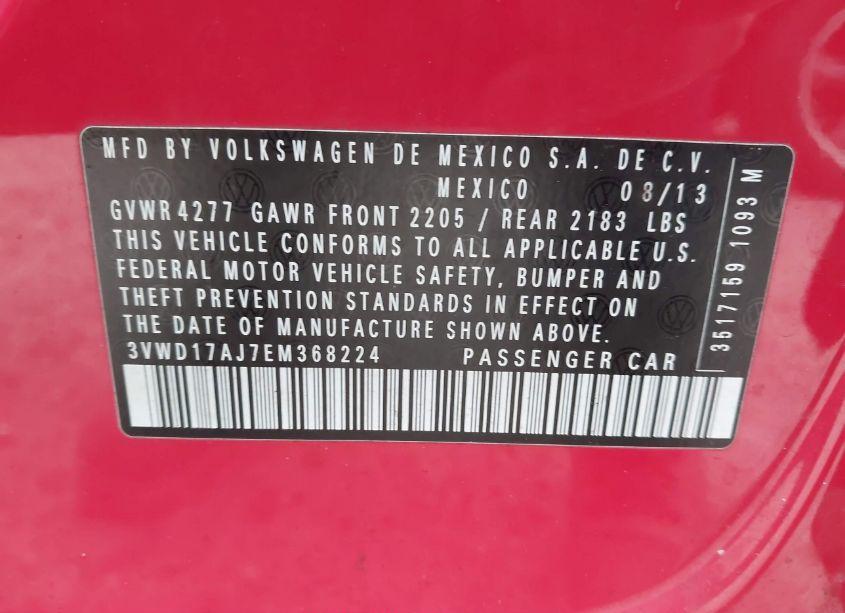 MFD BY VOLKSWAGEN DE MEXICO S.A. DE C.V.
MEXICO 08/13
GVWR 4277 GAWR FRONT 2205 / REAR 2183 LBS
THIS VEHICLE CONFORMS TO ALL APPLICABLE U.S.
FEDERAL MOTOR VEHICLE SAFETY, BUMPER AND
THEFT PREVENTION STANDARDS IN EFFECT ON
THE DATE OF MANUFACTURE SHOWN ABOVE.
3VWD17AJ7EM368224 PASSENGER CAR
3517159 1093 M